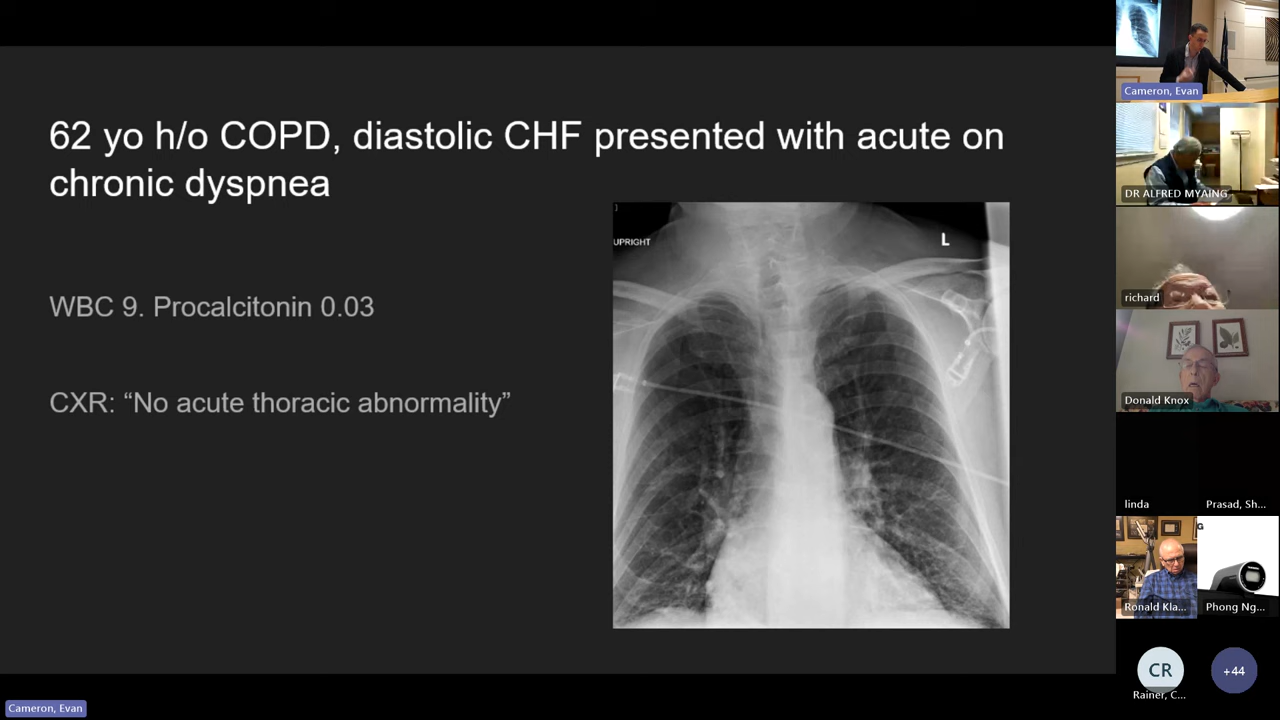 62 yo h/o COPD, diastolic CHF presented with acute on
chronic dyspnea
WBC 9. Procalcitonin 0.03
CXR: “No acute thoracic abnormality”
UPRIGHT
L
Cameron, Evan
Cameron, Evan
DR ALFRED MYAING
richard
Donald Knox
linda
Prasad, Sh...
Ronald Kla...
Phong Ng...
G
CR
Rainer, C...
+44